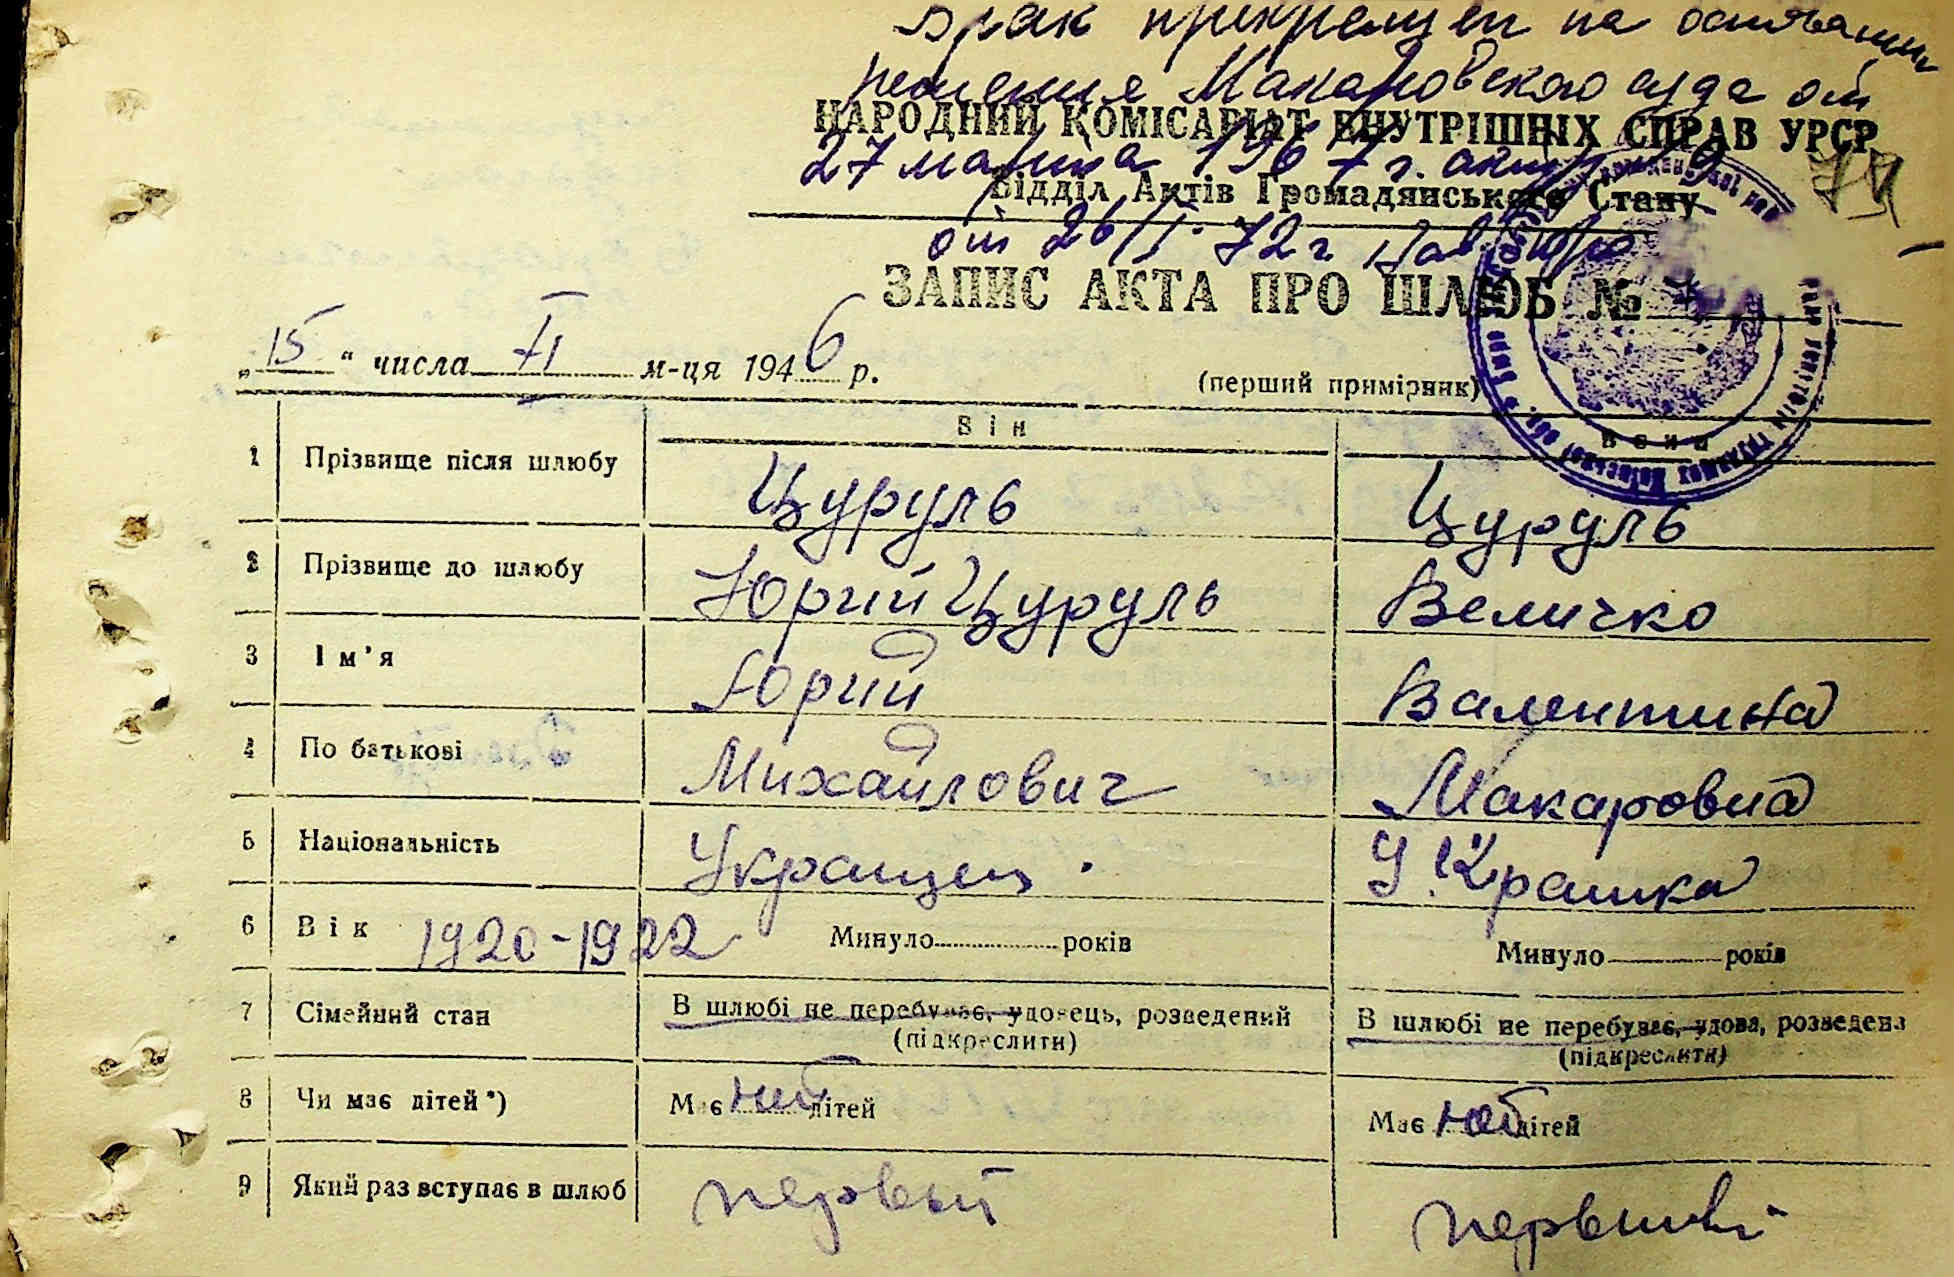 Брак прекращен на основании
решения Макаровского суда от
НАРОДНИЙ КОМІСАРІАТ ВНУТРІШНІХ СПРАВ УРСР
27 марта 1967 г. акт
Відділ Актів Громадянського Стану
от 26/I-72 г
ЗАПИС АКТА ПРО ШЛЮБ №
„15“ числа VI м-ця 1946 р.
(перший примірник)
Він Вона
1 Прізвище після шлюбу Цуруль Цуруль
2 Прізвище до шлюбу Юрий Цуруль Величко
3 Ім'я Юрий Валентина
4 По батькові Михайлович Макаровна
5 Національність Украинец Украинка
6 Вік 1920-1922 Минуло років Минуло років
7 Сімейний стан В шлюбі не перебуває, удовець, розведений В шлюбі не перебуває, удова, розведена
(підкреслити) (підкреслити)
8 Чи має дітей*) Має нет дітей Має нет дітей
9 Який раз вступає в шлюб первый первый